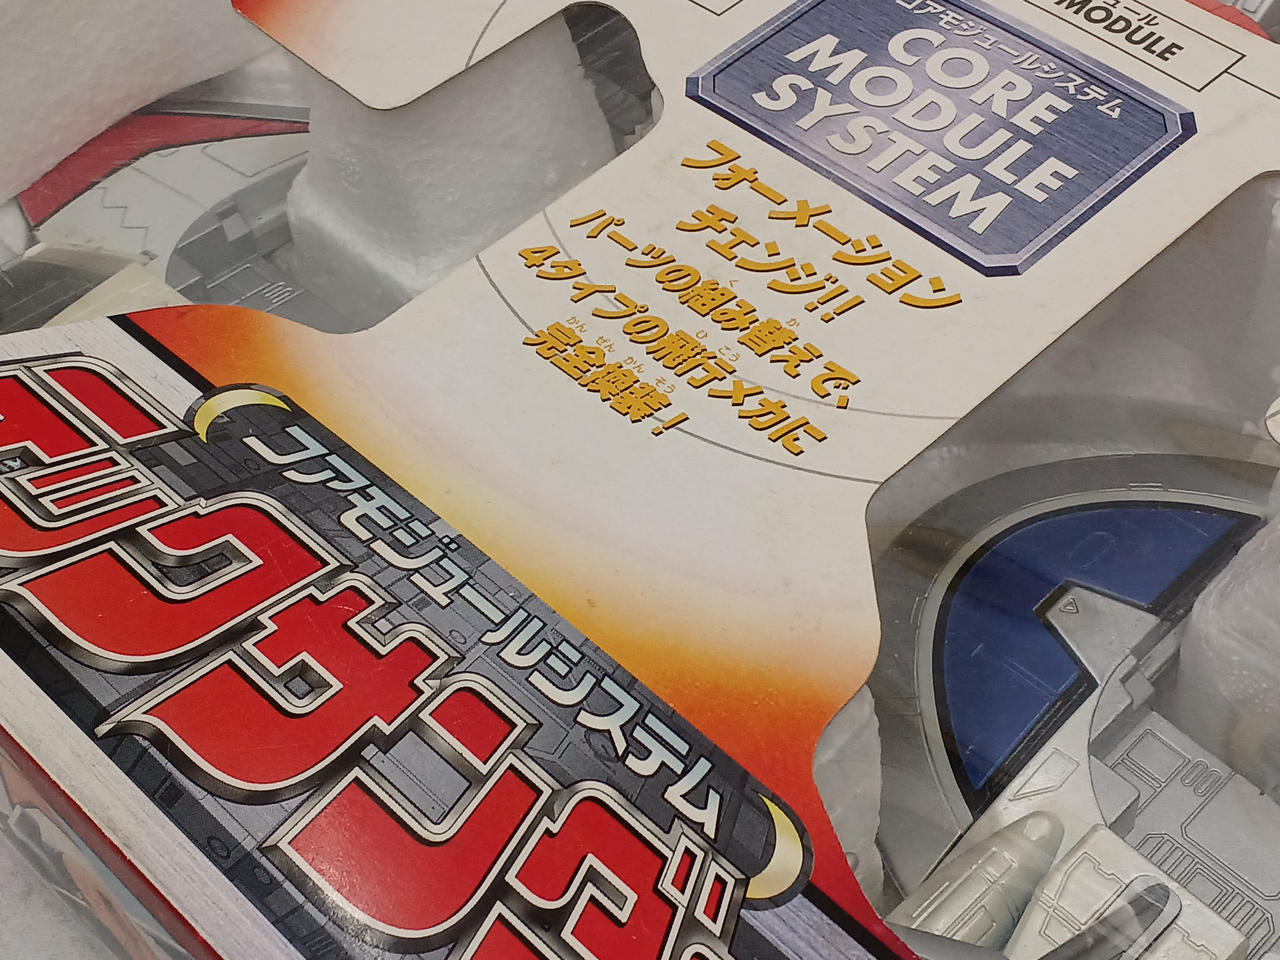 MODULE
コアモジュールシステム
CORE
MODULE
SYSTEM
フォーメーション
チェンジ!!
パーツの組み替えで、
4タイプの飛行メカに
完全換装!
コアモジュールシステム